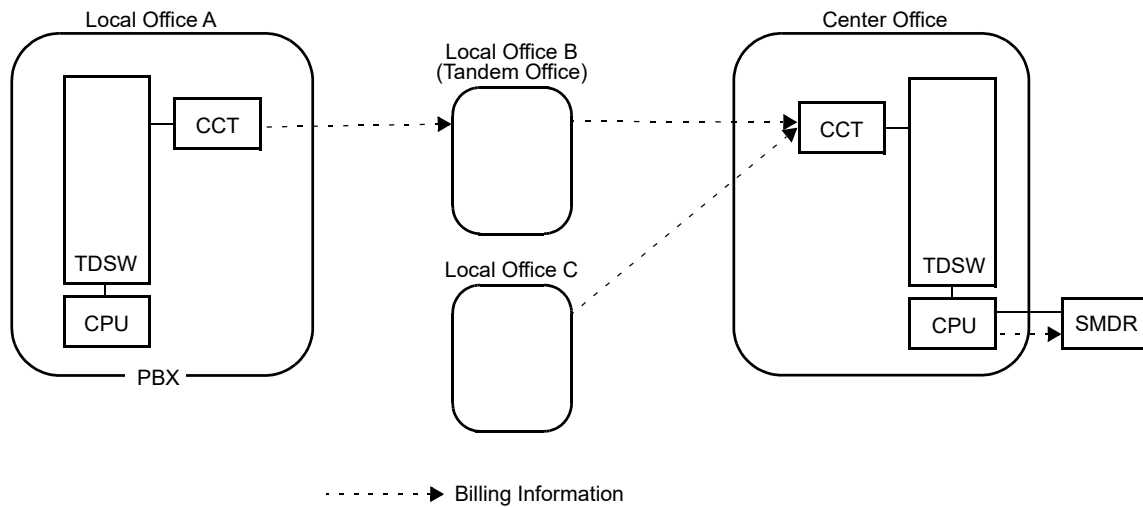 Local Office A
Center Office
Local Office B
(Tandem Office)
CCT
CCT
TDSW
Local Office C
TDSW
CPU
CPU
SMDR
PBX
Billing Information